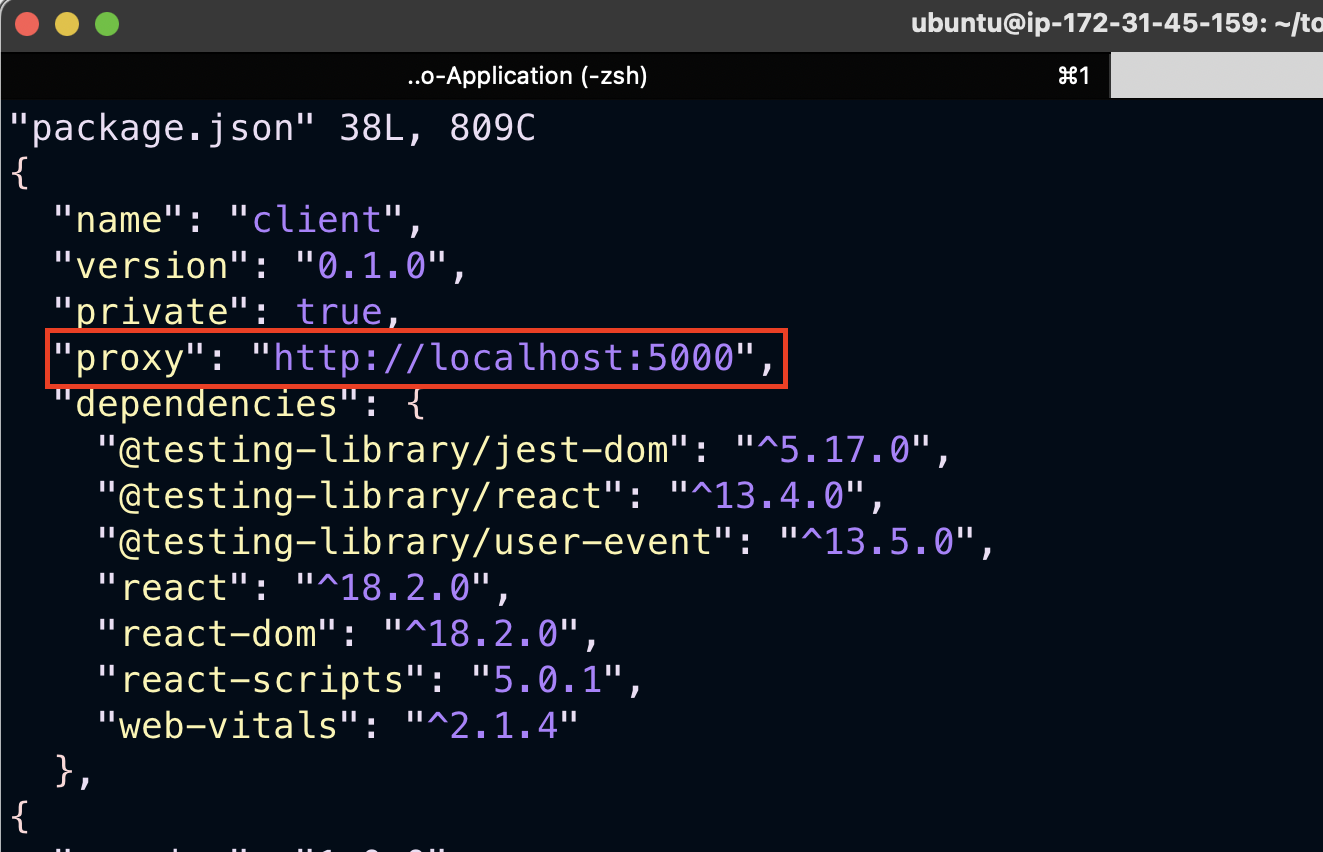 ubuntu@ip-172-31-45-159: ~/to
..o-Application (-zsh) ⌘1
"package.json" 38L, 809C
{
  "name": "client",
  "version": "0.1.0",
  "private": true,
  "proxy": "http://localhost:5000",
  "dependencies": {
    "@testing-library/jest-dom": "^5.17.0",
    "@testing-library/react": "^13.4.0",
    "@testing-library/user-event": "^13.5.0",
    "react": "^18.2.0",
    "react-dom": "^18.2.0",
    "react-scripts": "5.0.1",
    "web-vitals": "^2.1.4"
  },
{